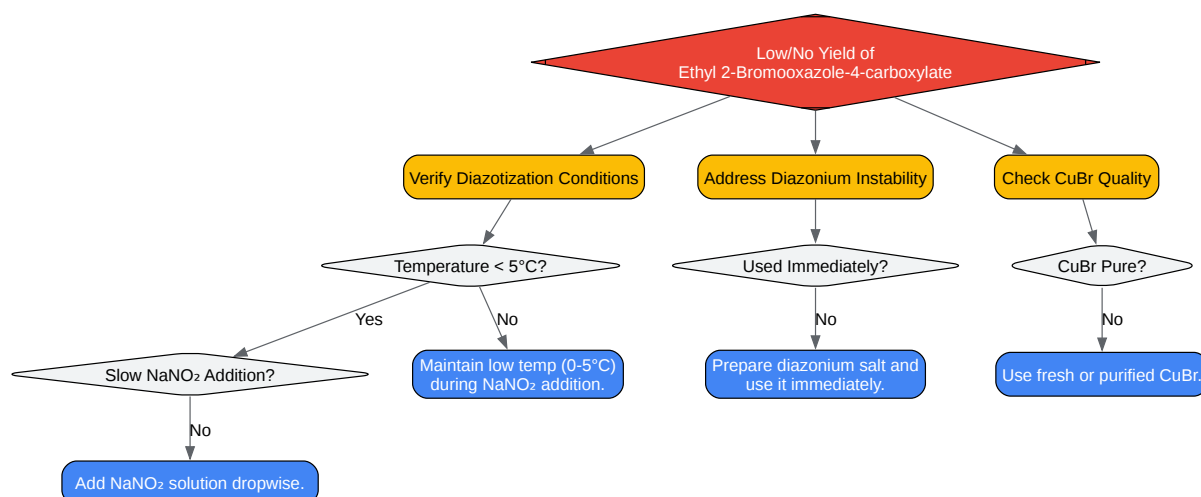 Low/No Yield of
Ethyl 2-Bromooxazole-4-carboxylate
Verify Diazotization Conditions
Address Diazonium Instability
Check CuBr Quality
Temperature < 5°C?
Used Immediately?
CuBr Pure?
Yes
No
No
No
Slow NaNO₂ Addition?
Maintain low temp (0-5°C)
during NaNO₂ addition.
Prepare diazonium salt and
use it immediately.
Use fresh or purified CuBr.
No
Add NaNO₂ solution dropwise.